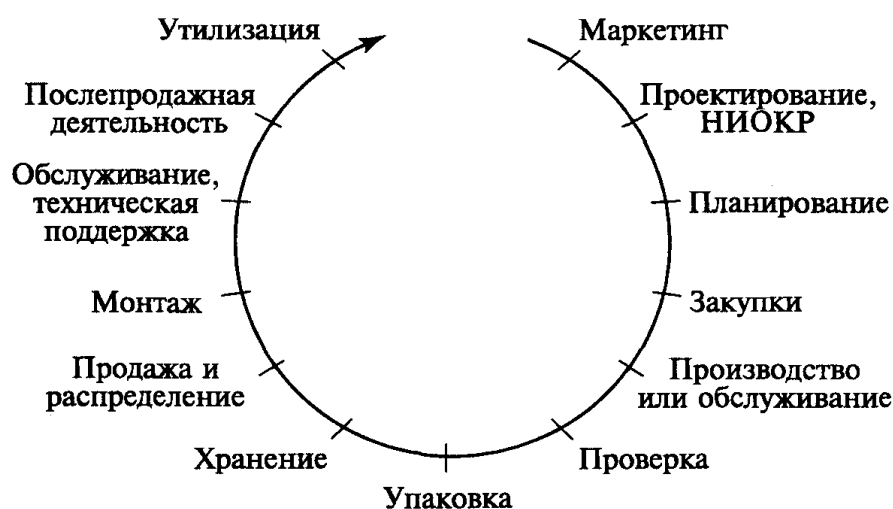 Утилизация
Маркетинг
Послепродажная
деятельность
Проектирование,
НИОКР
Обслуживание,
техническая
поддержка
Планирование
Монтаж
Закупки
Продажа и
распределение
Производство
или обслуживание
Хранение
Проверка
Упаковка